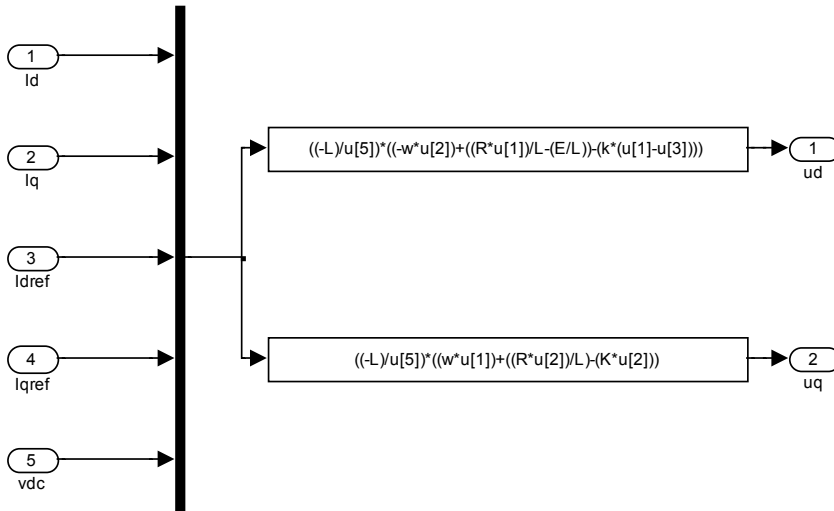 1
Id
2
Iq
3
Idref
4
Iqref
5
vdc
((-L)/u[5])*((-w*u[2])+((R*u[1])/L-(E/L))-(k*(u[1]-u[3])))
1
ud
((-L)/u[5])*((w*u[1])+((R*u[2])/L)-(K*u[2]))
2
uq